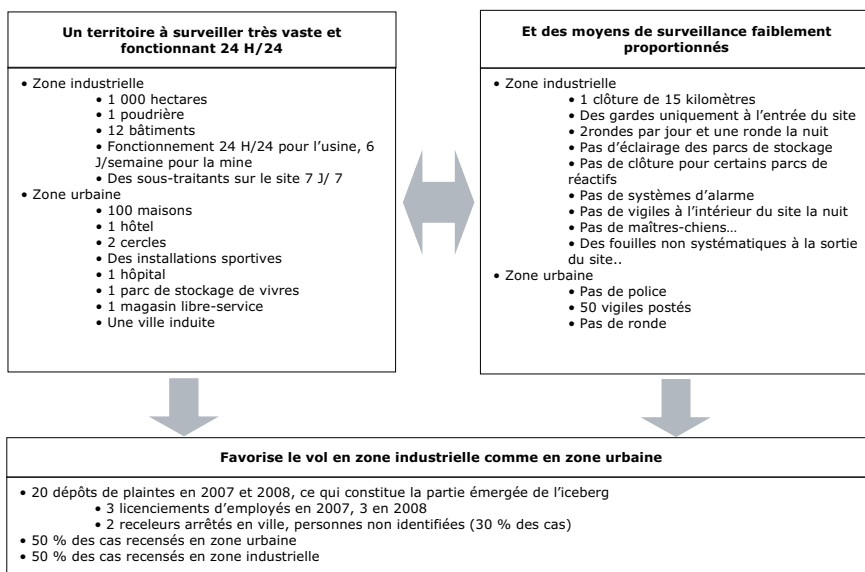 Un territoire à surveiller très vaste et
fonctionnant 24 H/24
• Zone industrielle
• 1 000 hectares
• 1 poudrière
• 12 bâtiments
• Fonctionnement 24 H/24 pour l'usine, 6
J/semaine pour la mine
• Des sous-traitants sur le site 7 J/ 7
• Zone urbaine
• 100 maisons
• 1 hôtel
• 2 cercles
• Des installations sportives
• 1 hôpital
• 1 parc de stockage de vivres
• 1 magasin libre-service
• Une ville induite
Et des moyens de surveillance faiblement
proportionnés
• Zone industrielle
• 1 clôture de 15 kilomètres
• Des gardes uniquement à l'entrée du site
• 2rondes par jour et une ronde la nuit
• Pas d'éclairage des parcs de stockage
• Pas de clôture pour certains parcs de
réactifs
• Pas de systèmes d'alarme
• Pas de vigiles à l'intérieur du site la nuit
• Pas de maîtres-chiens…
• Des fouilles non systématiques à la sortie
du site..
• Zone urbaine
• Pas de police
• 50 vigiles postés
• Pas de ronde
Favorise le vol en zone industrielle comme en zone urbaine
• 20 dépôts de plaintes en 2007 et 2008, ce qui constitue la partie émergée de l'iceberg
• 3 licenciements d'employés en 2007, 3 en 2008
• 2 receleurs arrêtés en ville, personnes non identifiées (30 % des cas)
• 50 % des cas recensés en zone urbaine
• 50 % des cas recensés en zone industrielle